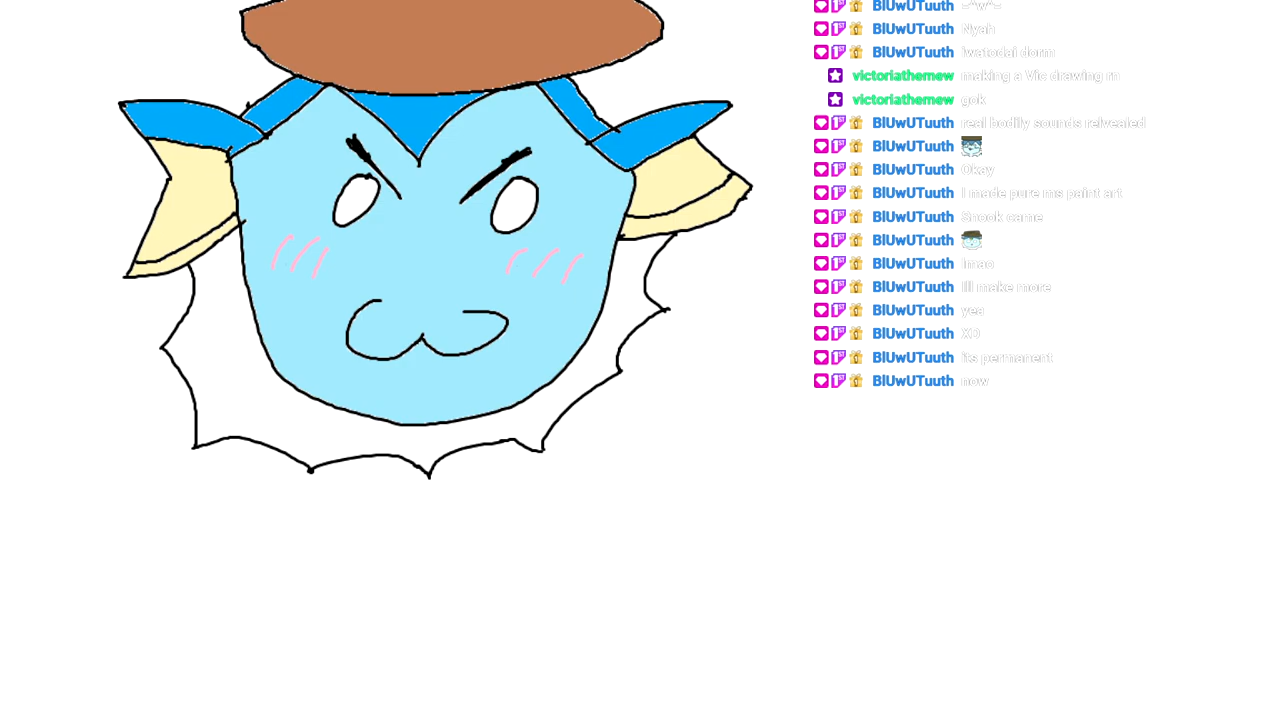 BlUwUTuuth =^w^=
BlUwUTuuth Nyah
BlUwUTuuth Iwatodai dorm
victoriathemew making a Vic drawing rn
victoriathemew gok
BlUwUTuuth real bodily sounds relvealed
BlUwUTuuth
BlUwUTuuth Okay
BlUwUTuuth I made pure ms paint art
BlUwUTuuth Snook came
BlUwUTuuth
BlUwUTuuth lmao
BlUwUTuuth Ill make more
BlUwUTuuth yea
BlUwUTuuth XD
BlUwUTuuth Its permanent
BlUwUTuuth now